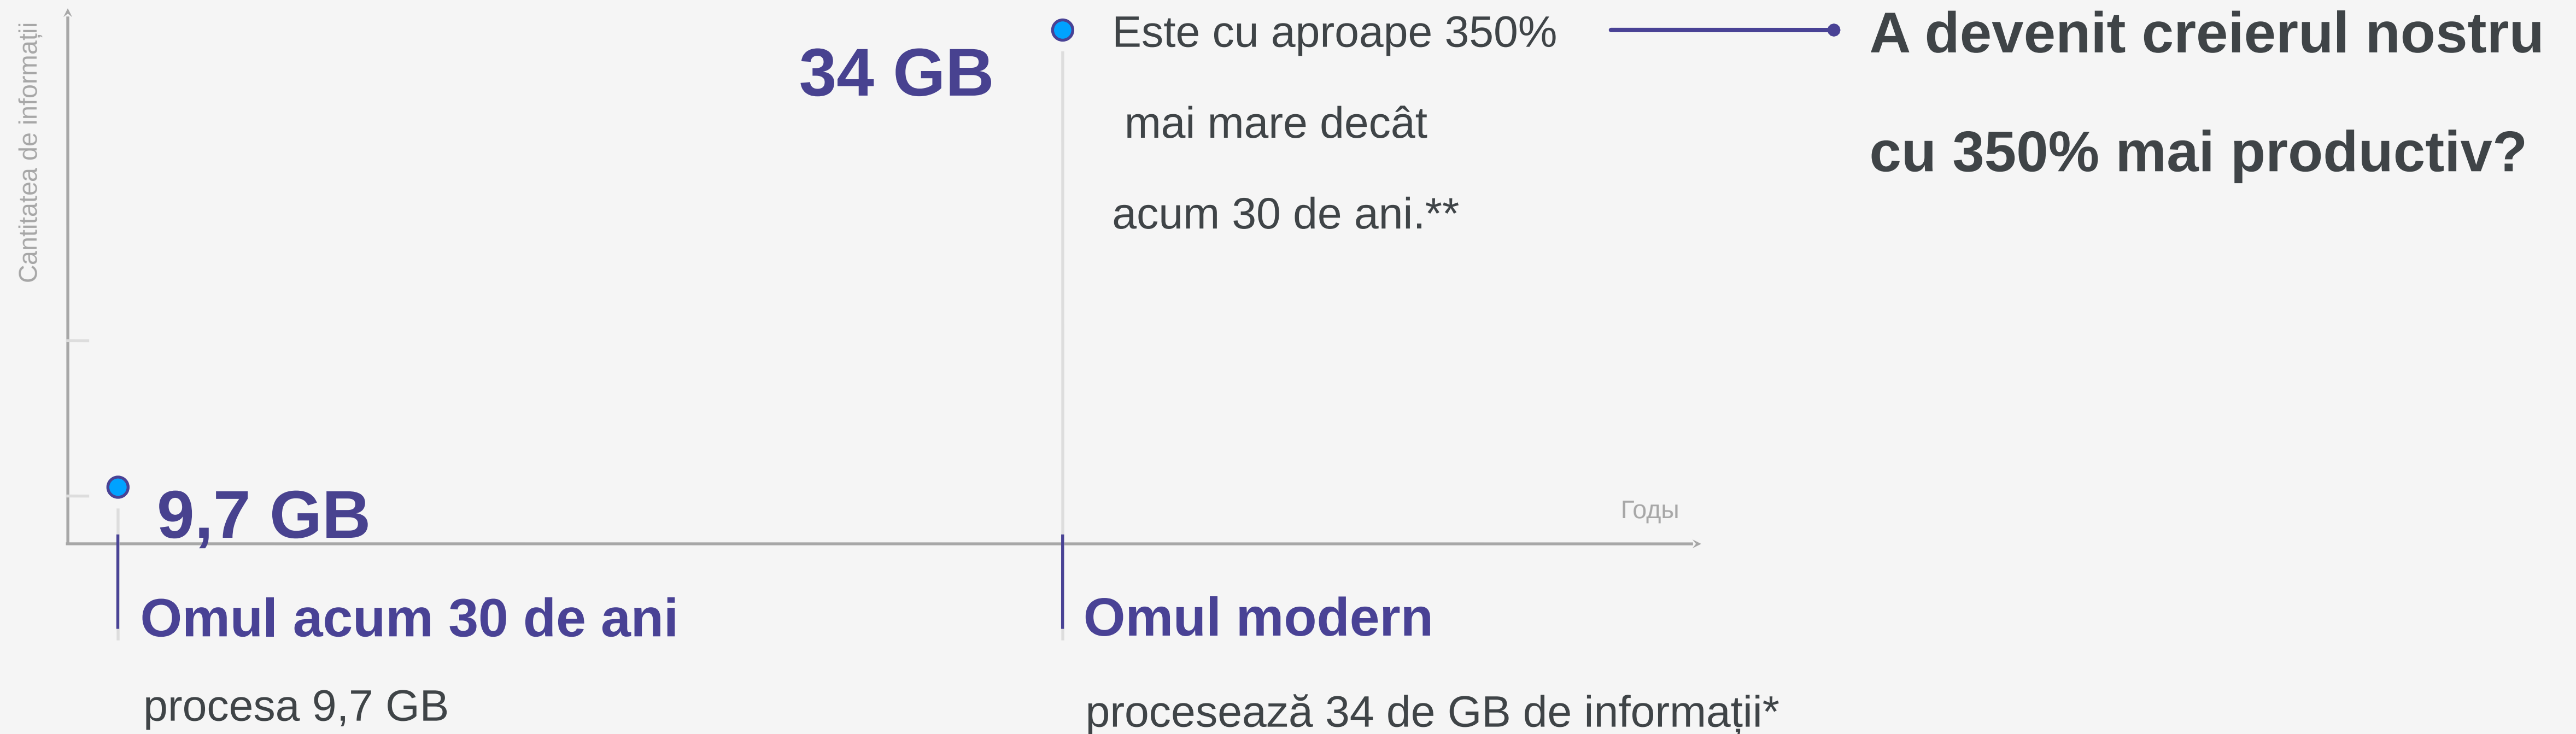 Cantitatea de informații
34 GB
Este cu aproape 350%
mai mare decât
acum 30 de ani.**
A devenit creierul nostru
cu 350% mai productiv?
9,7 GB
Годы
Omul acum 30 de ani
procesa 9,7 GB
Omul modern
procesează 34 de GB de informații*